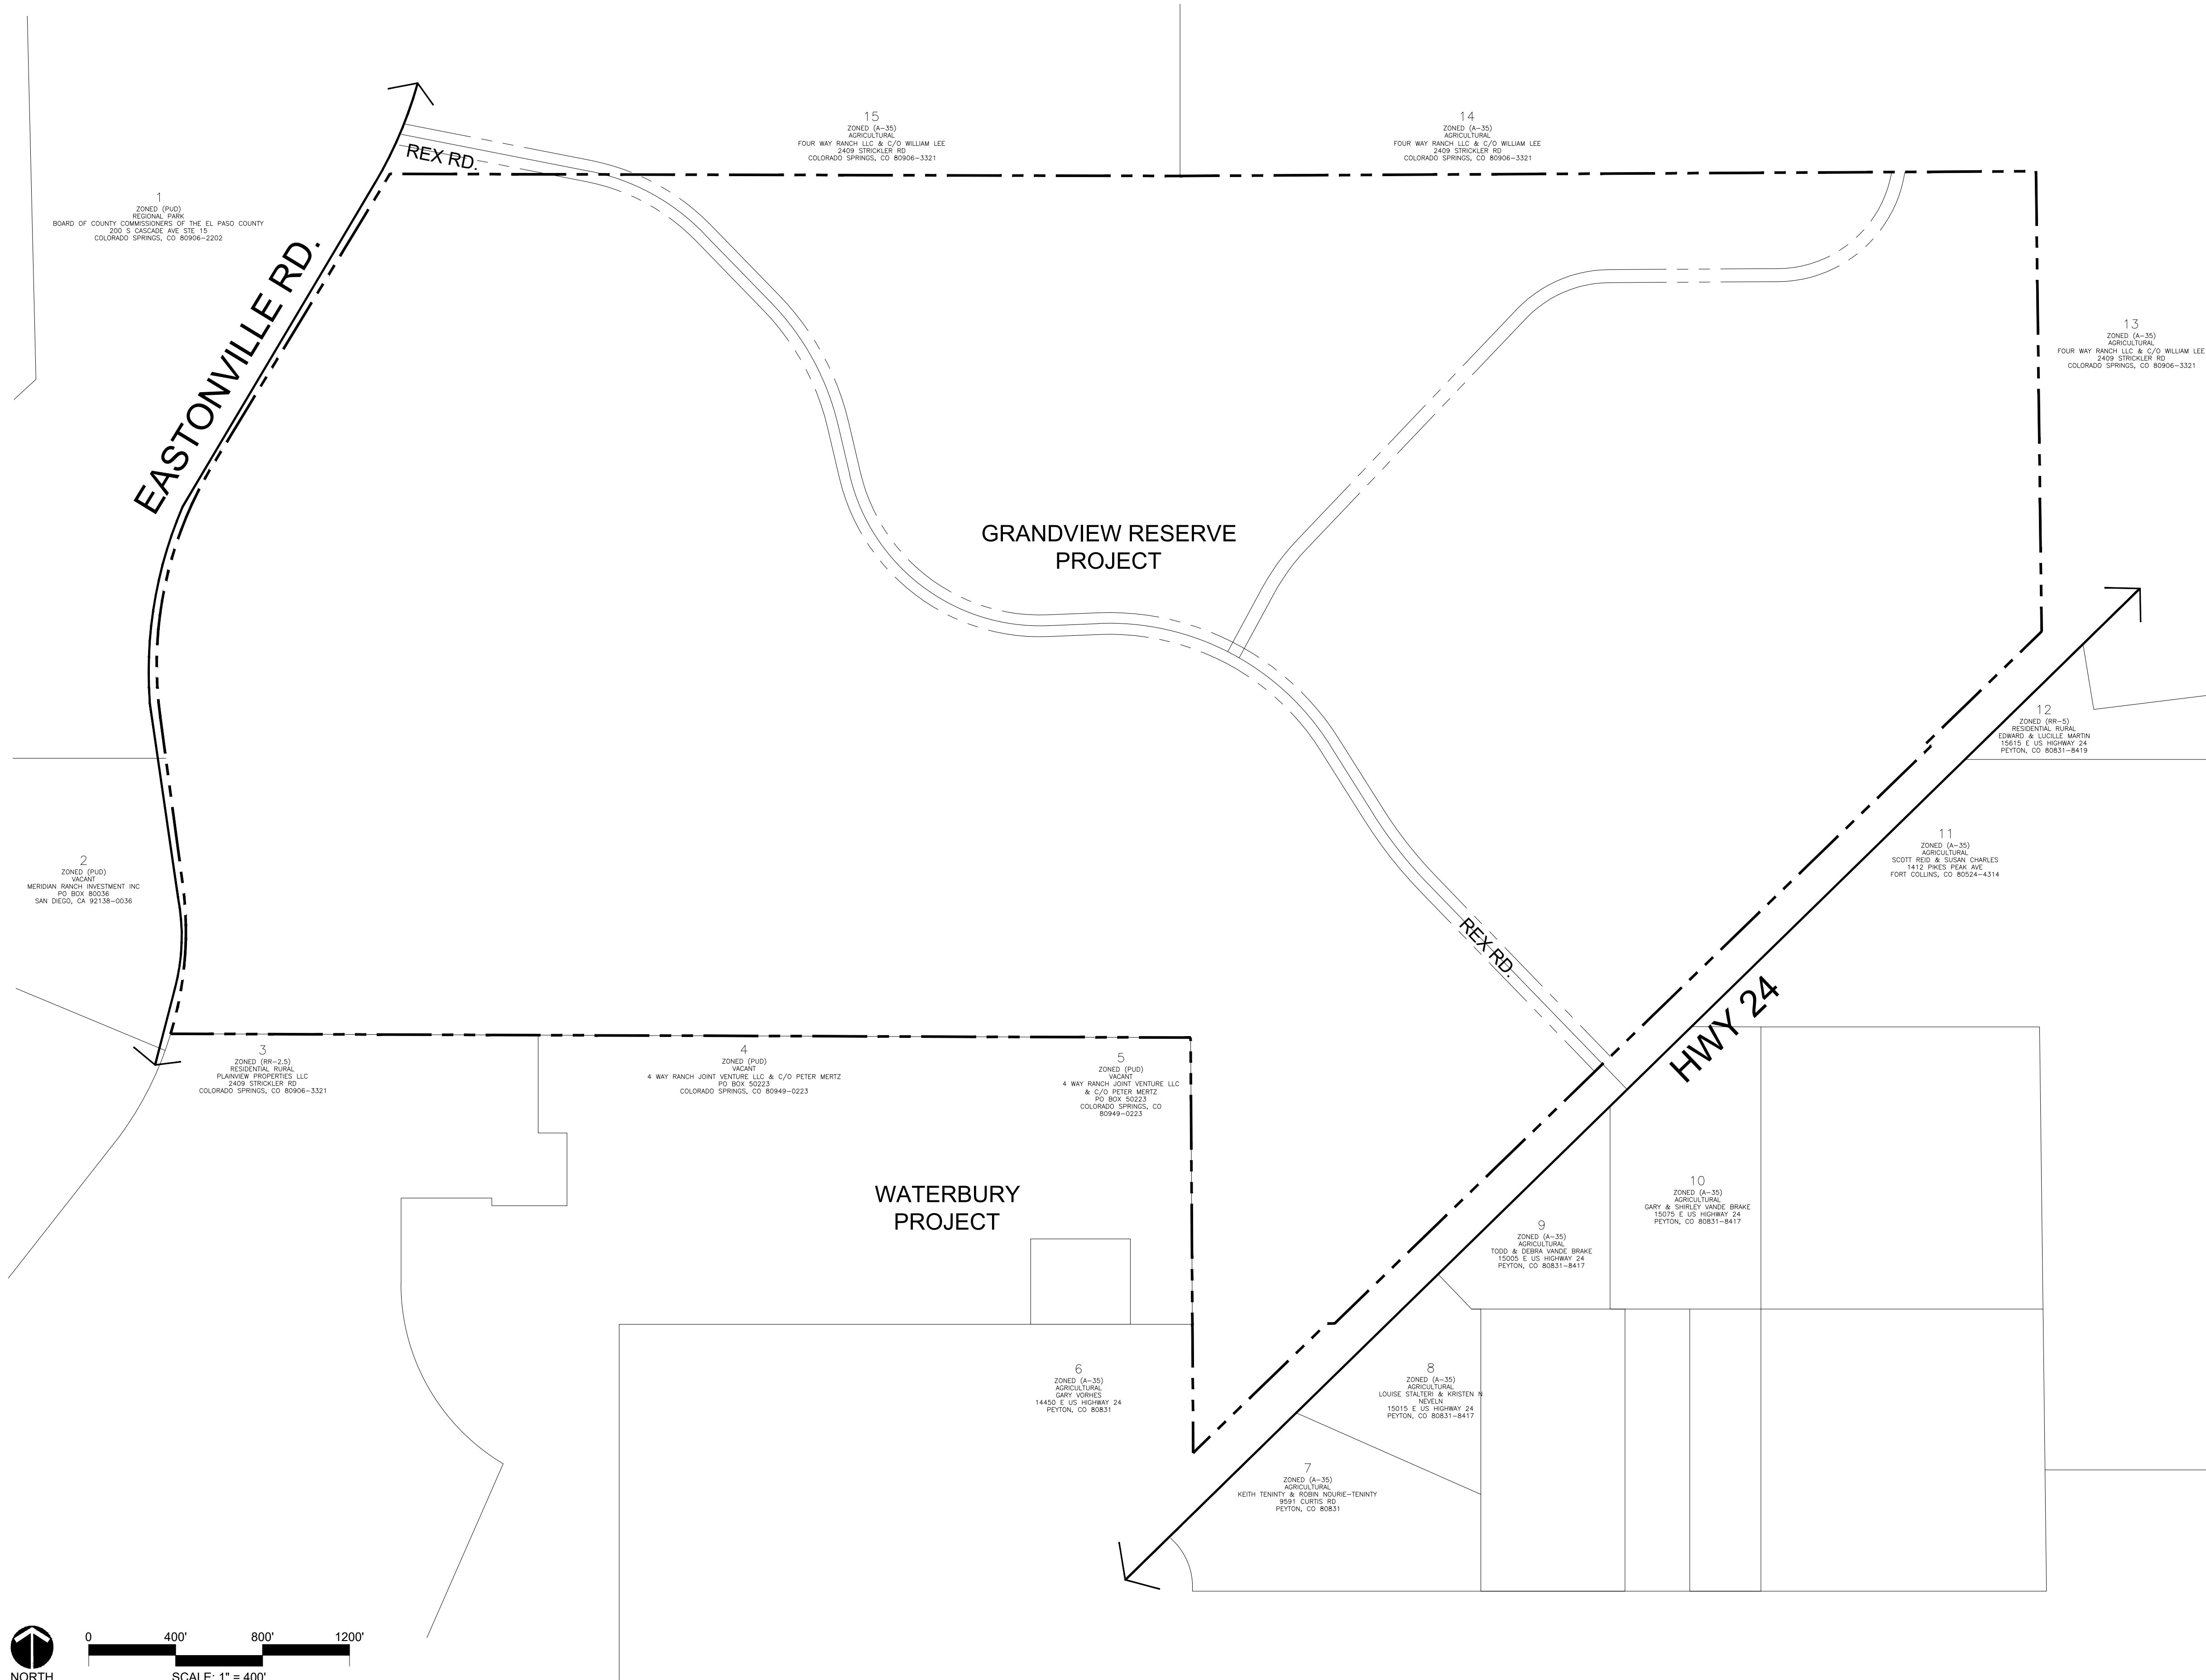 15
ZONED (A-35)
AGRICULTURAL
FOUR WAY RANCH LLC & C/O WILLIAM LEE
2409 STRICKLER RD
COLORADO SPRINGS, CO 80906-3321
14
ZONED (A-35)
AGRICULTURAL
FOUR WAY RANCH LLC & C/O WILLIAM LEE
2409 STRICKLER RD
COLORADO SPRINGS, CO 80906-3321
REX RD.
1
ZONED (PUD)
REGIONAL PARK
BOARD OF COUNTY COMMISSIONERS OF THE EL PASO COUNTY
200 S CASCADE AVE STE 15
COLORADO SPRINGS, CO 80906-2202
EASTONVILLE RD.
13
ZONED (A-35)
AGRICULTURAL
FOUR WAY RANCH LLC & C/O WILLIAM LEE
2409 STRICKLER RD
COLORADO SPRINGS, CO 80906-3321
GRANDVIEW RESERVE
PROJECT
12
ZONED (RR-5)
RESIDENTIAL RURAL
EDWARD & LUCILLE MARTIN
15615 E US HIGHWAY 24
PEYTON, CO 80831-8419
11
ZONED (A-35)
AGRICULTURAL
SCOTT REID & SUSAN CHARLES
1412 PIKES PEAK AVE
FORT COLLINS, CO 80524-4314
2
ZONED (PUD)
VACANT
MERIDIAN RANCH INVESTMENT INC
PO BOX 80036
SAN DIEGO, CA 92138-0036
REX RD.
HWY 24
3
ZONED (RR-2.5)
RESIDENTIAL RURAL
PLAINVIEW PROPERTIES LLC
2409 STRICKLER RD
COLORADO SPRINGS, CO 80906-3321
4
ZONED (PUD)
VACANT
4 WAY RANCH JOINT VENTURE LLC & C/O PETER MERTZ
PO BOX 50223
COLORADO SPRINGS, CO 80949-0223
5
ZONED (PUD)
VACANT
4 WAY RANCH JOINT VENTURE LLC
& C/O PETER MERTZ
PO BOX 50223
COLORADO SPRINGS, CO
80949-0223
WATERBURY
PROJECT
10
ZONED (A-35)
AGRICULTURAL
GARY & SHIRLEY VANDE BRAKE
15075 E US HIGHWAY 24
PEYTON, CO 80831-8417
9
ZONED (A-35)
AGRICULTURAL
TODD & DEBRA VANDE BRAKE
15005 E US HIGHWAY 24
PEYTON, CO 80831-8417
6
ZONED (A-35)
AGRICULTURAL
GARY VORHES
14450 E US HIGHWAY 24
PEYTON, CO 80831
8
ZONED (A-35)
AGRICULTURAL
LOUISE STALTERI & KRISTEN N
NEVELN
15015 E US HIGHWAY 24
PEYTON, CO 80831-8417
7
ZONED (A-35)
AGRICULTURAL
KEITH TENINTY & ROBIN NOURIE-TENINTY
9591 CURTIS RD
PEYTON, CO 80831
0 400' 800' 1200'
NORTH
SCALE: 1" = 400'